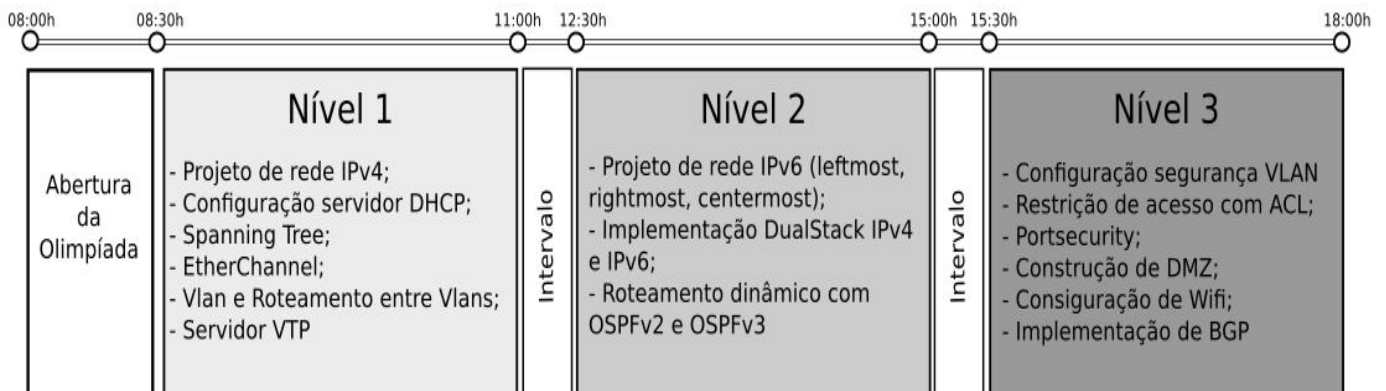 08:00h
08:30h
11:00h
12:30h
15:00h
15:30h
18:00h
Abertura
da
Olimpíada
Nível 1
- Projeto de rede IPv4;
- Configuração servidor DHCP;
- Spanning Tree;
- EtherChannel;
- Vlan e Roteamento entre Vlans;
- Servidor VTP
Intervalo
Nível 2
- Projeto de rede IPv6 (leftmost,
rightmost, centermost);
- Implementação DualStack IPv4
e IPv6;
- Roteamento dinâmico com
OSPFv2 e OSPFv3
Intervalo
Nível 3
- Configuração segurança VLAN
- Restrição de acesso com ACL;
- Portsecurity;
- Construção de DMZ;
- Consiguração de Wifi;
- Implementação de BGP